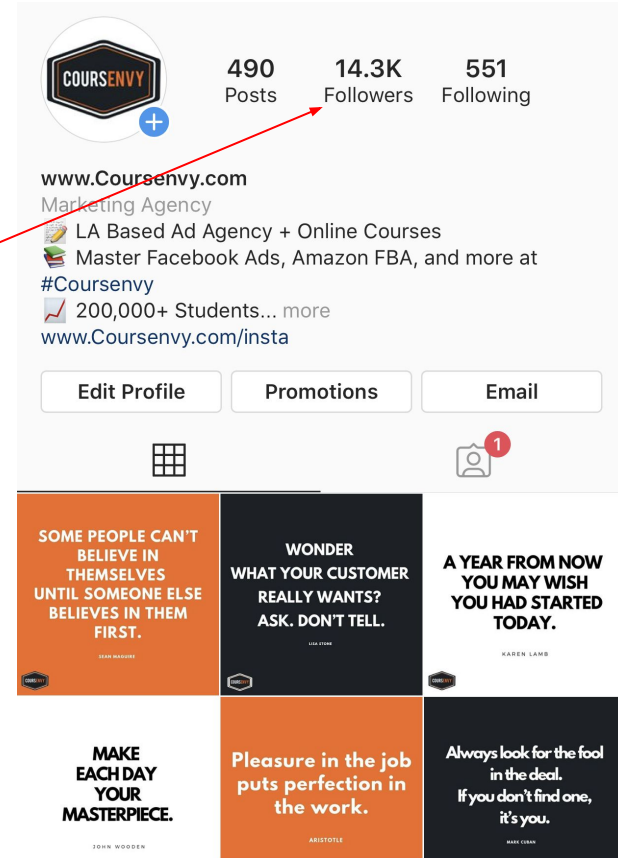 COURSENVY
490 14.3K 551
Posts Followers Following
www.Coursenvy.com
Marketing Agency
📝 LA Based Ad Agency + Online Courses
📚 Master Facebook Ads, Amazon FBA, and more at
#Coursenvy
📈 200,000+ Students... more
www.Coursenvy.com/insta
Edit Profile Promotions Email
1
SOME PEOPLE CAN'T
BELIEVE IN
THEMSELVES
UNTIL SOMEONE ELSE
BELIEVES IN THEM
FIRST.
SEAN MAGUIRE
COURSENVY
WONDER
WHAT YOUR CUSTOMER
REALLY WANTS?
ASK. DON'T TELL.
LISA STONE
COURSENVY
A YEAR FROM NOW
YOU MAY WISH
YOU HAD STARTED
TODAY.
KAREN LAMB
COURSENVY
MAKE
EACH DAY
YOUR
MASTERPIECE.
JOHN WOODEN
Pleasure in the job
puts perfection in
the work.
ARISTOTLE
Always look for the fool
in the deal.
If you don't find one,
it's you.
MARK CUBAN